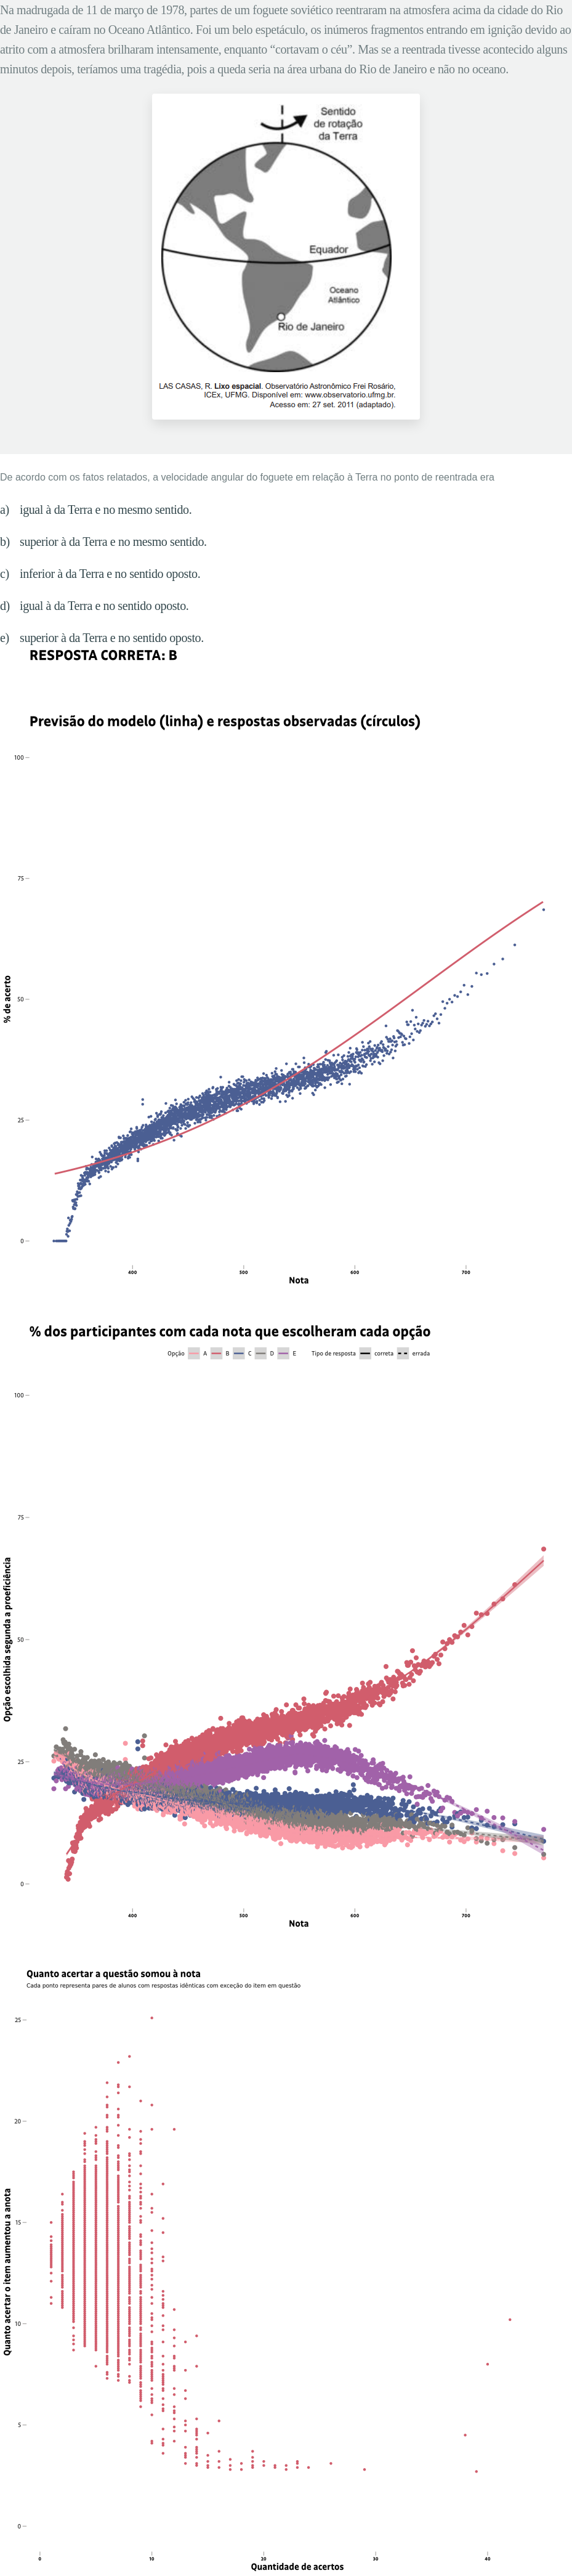 Na madrugada de 11 de março de 1978, partes de um foguete soviético reentraram na atmosfera acima da cidade do Rio
de Janeiro e caíram no Oceano Atlântico. Foi um belo espetáculo, os inúmeros fragmentos entrando em ignição devido ao
atrito com a atmosfera brilharam intensamente, enquanto “cortavam o céu”. Mas se a reentrada tivesse acontecido alguns
minutos depois, teríamos uma tragédia, pois a queda seria na área urbana do Rio de Janeiro e não no oceano.
Sentido
de rotação
da Terra
Equador
Oceano
Atlântico
Rio de Janeiro
LAS CASAS, R. Lixo espacial. Observatório Astronômico Frei Rosário,
ICEx, UFMG. Disponível em: www.observatorio.ufmg.br.
Acesso em: 27 set. 2011 (adaptado).
De acordo com os fatos relatados, a velocidade angular do foguete em relação à Terra no ponto de reentrada era
a) igual à da Terra e no mesmo sentido.
b) superior à da Terra e no mesmo sentido.
c) inferior à da Terra e no sentido oposto.
d) igual à da Terra e no sentido oposto.
e) superior à da Terra e no sentido oposto.
RESPOSTA CORRETA: B
Previsão do modelo (linha) e respostas observadas (círculos)
100
75
50
25
0
% de acerto
400 500 600 700
Nota
% dos participantes com cada nota que escolheram cada opção
Opção A B C D E Tipo de resposta correta errada
100
75
50
25
0
Opção escolhida segunda a proeficiência
400 500 600 700
Nota
Quanto acertar a questão somou à nota
Cada ponto representa pares de alunos com respostas idênticas com exceção do item em questão
25
20
15
10
5
0
Quanto acertar o item aumentou a anota
0 10 20 30 40
Quantidade de acertos